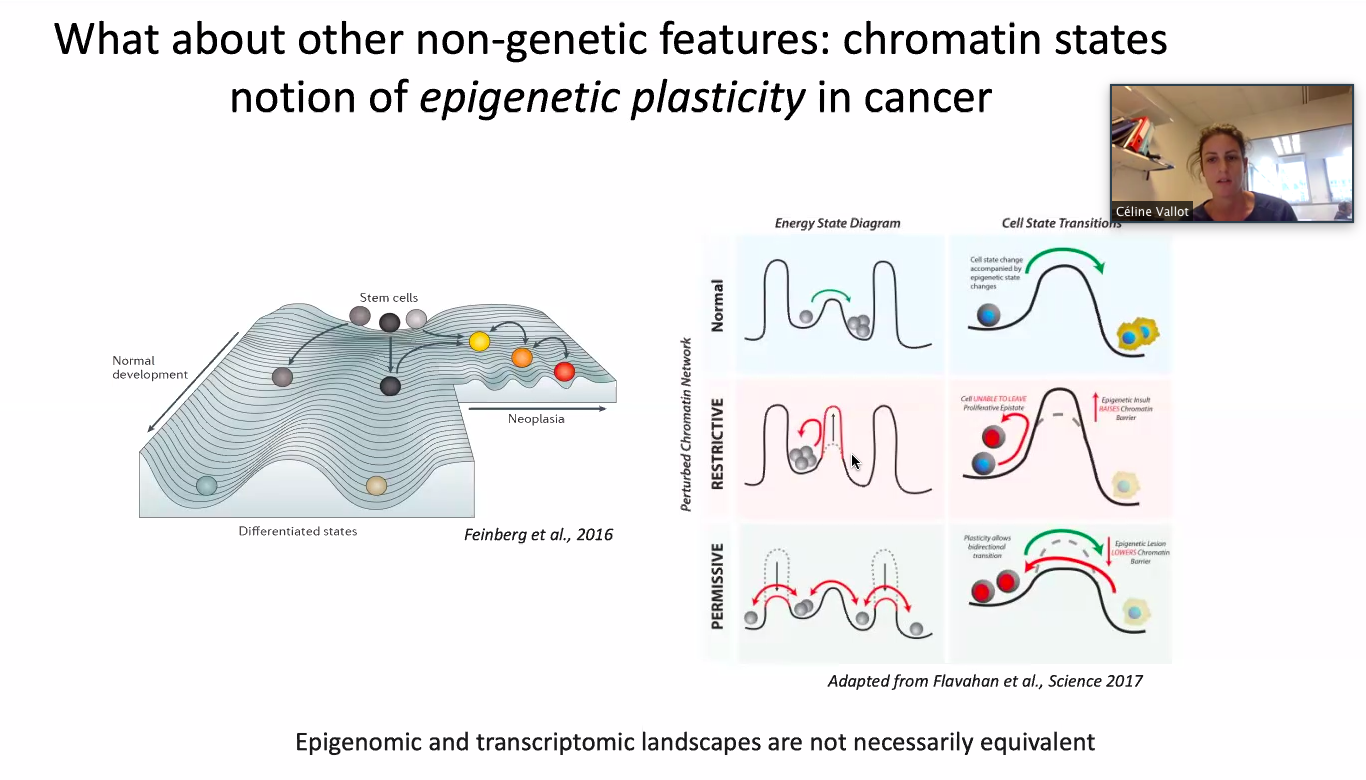 What about other non-genetic features: chromatin states
notion of epigenetic plasticity in cancer
Céline Vallot
Stem cells
Normal
development
Neoplasia
Differentiated states
Feinberg et al., 2016
Energy State Diagram
Cell State Transitions
Perturbed Chromatin Network
Normal
Cell state change
accompanied by
epigenetic state
changes
RESTRICTIVE
Cell UNABLE TO LEAVE
Proliferative Epistate
Epigenetic Insult
RAISES Chromatin
Barrier
PERMISSIVE
Plasticity allows
bidirectional
transition
Epigenetic Lesion
LOWERS Chromatin
Barrier
Adapted from Flavahan et al., Science 2017
Epigenomic and transcriptomic landscapes are not necessarily equivalent